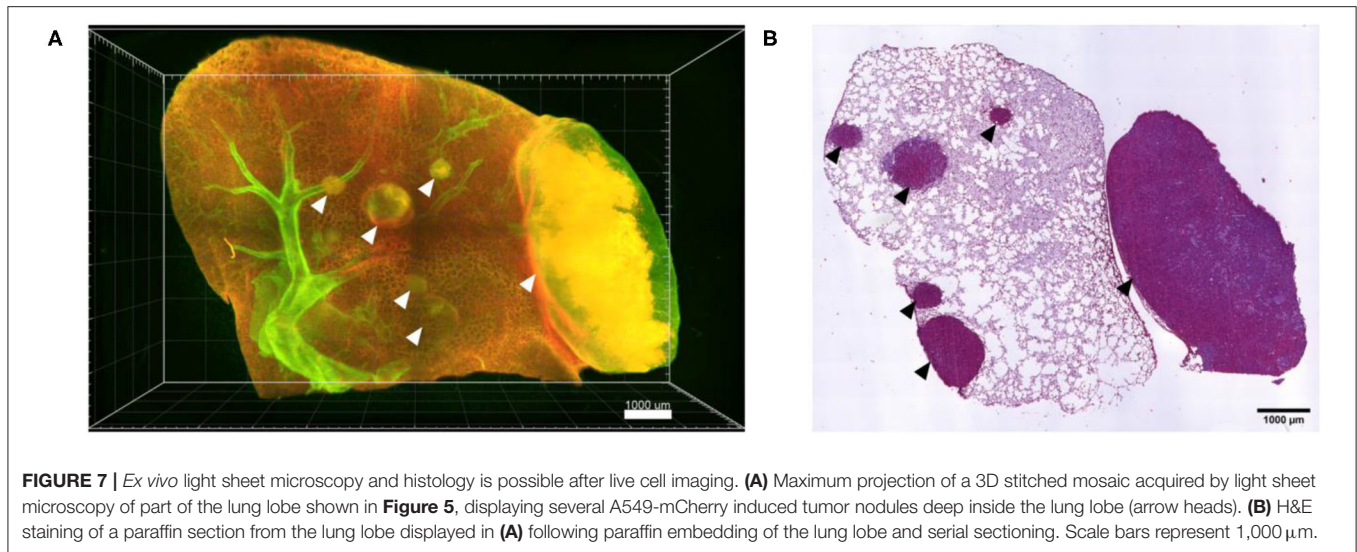 A
B
1000 um
1000 µm
FIGURE 7 | Ex vivo light sheet microscopy and histology is possible after live cell imaging. (A) Maximum projection of a 3D stitched mosaic acquired by light sheet
microscopy of part of the lung lobe shown in Figure 5, displaying several A549-mCherry induced tumor nodules deep inside the lung lobe (arrow heads). (B) H&E
staining of a paraffin section from the lung lobe displayed in (A) following paraffin embedding of the lung lobe and serial sectioning. Scale bars represent 1,000 µm.